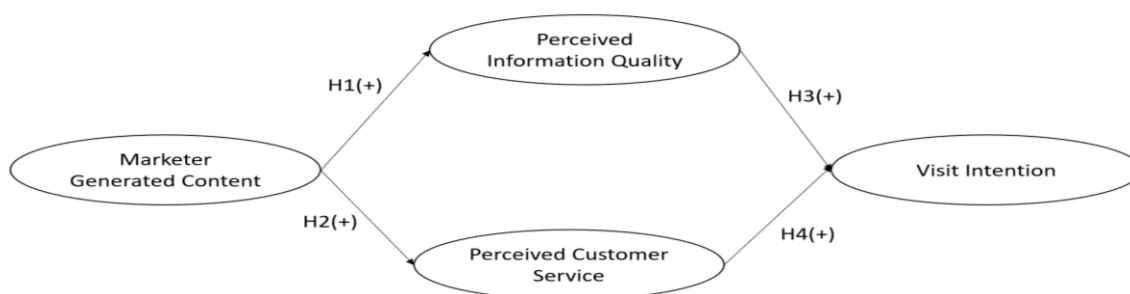 Perceived
Information Quality
H1(+)
H3(+)
Marketer
Generated Content
Visit Intention
H2(+)
H4(+)
Perceived Customer
Service